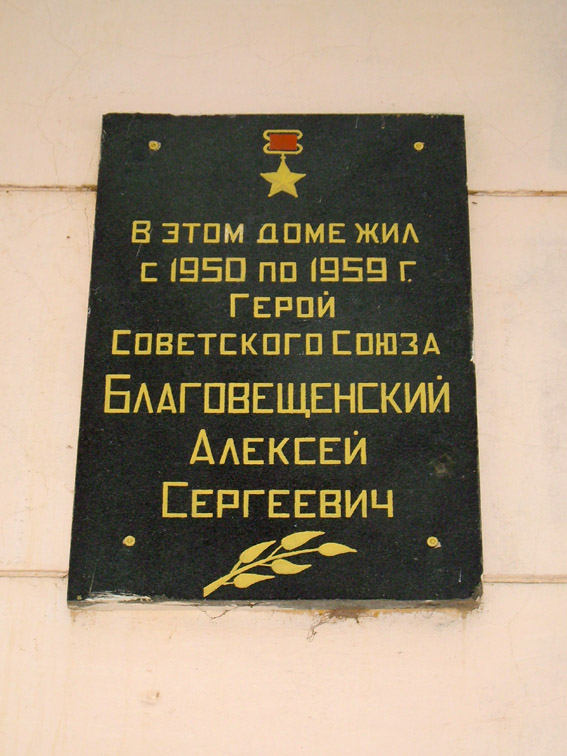 В ЭТОМ ДОМЕ ЖИЛ
С 1950 ПО 1959 Г.
ГЕРОЙ
СОВЕТСКОГО СОЮЗА
БЛАГОВЕЩЕНСКИЙ
АЛЕКСЕЙ
СЕРГЕЕВИЧ